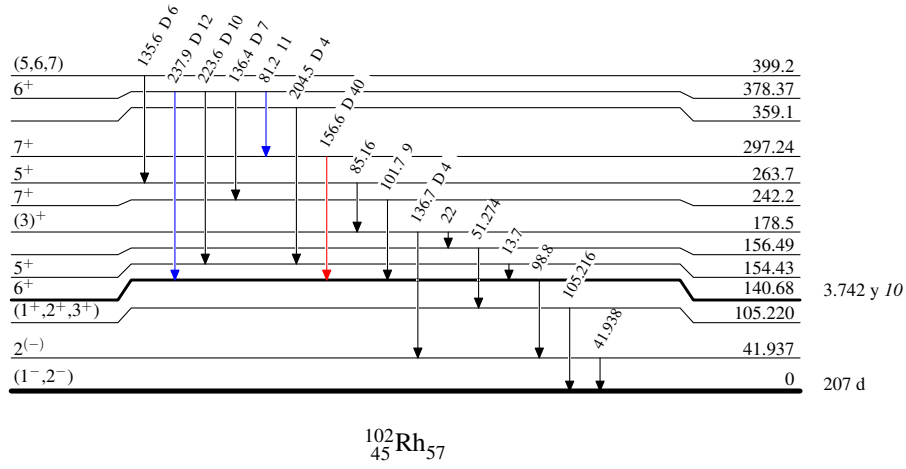 135.6 D 6
237.9 D 12
223.6 D 10
136.4 D 7
81.2 11
204.5 D 4
156.6 D 40
85.16
101.7 9
136.7 D 4
22
51.274
13.7
98.8
105.216
41.938
(5,6,7) 399.2
6⁺ 378.37
359.1
7⁺ 297.24
5⁺ 263.7
7⁺ 242.2
(3)⁺ 178.5
156.49
5⁺ 154.43
6⁺ 140.68 3.742 y 10
(1⁺,2⁺,3⁺) 105.220
2⁽⁻⁾ 41.937
(1⁻,2⁻) 0 207 d
¹⁰²₄₅Rh₅₇